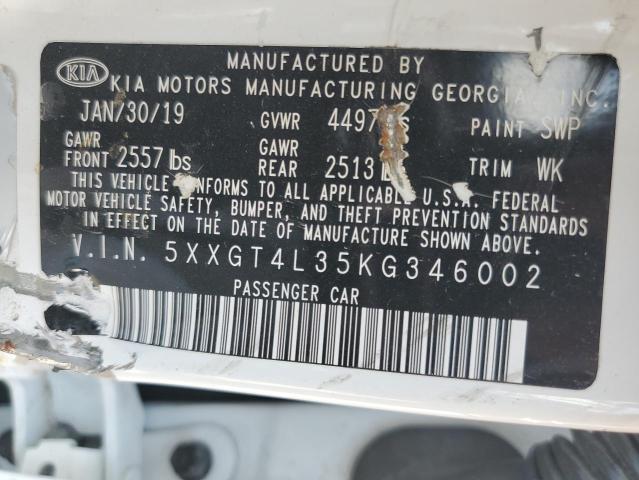 MANUFACTURED BY
KIA
KIA MOTORS MANUFACTURING GEORGIA, INC.
JAN/30/19 GVWR 4497 PAINT SWP
GAWR FRONT 2557 lbs GAWR REAR 2513 TRIM WK
THIS VEHICLE CONFORMS TO ALL APPLICABLE U.S.A. FEDERAL
MOTOR VEHICLE SAFETY, BUMPER, AND THEFT PREVENTION STANDARDS
IN EFFECT ON THE DATE OF MANUFACTURE SHOWN ABOVE.
V.I.N. 5XXGT4L35KG346002
PASSENGER CAR